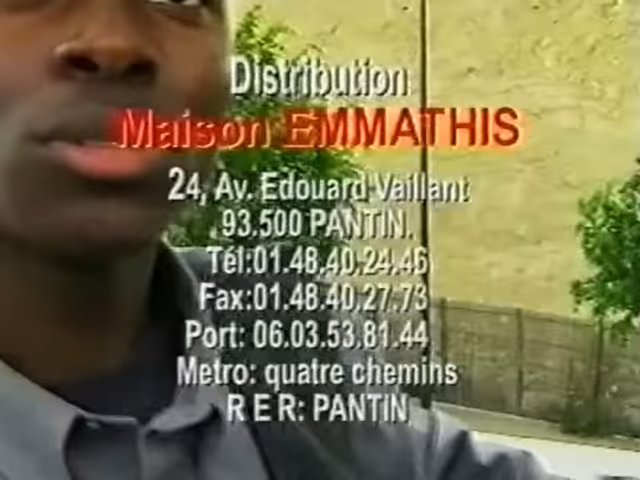 Distribution
Maison EMMATHIS
24, Av. Edouard Vaillant
93.500 PANTIN.
Tél:01.48.40.24.46
Fax:01.48.40.27.73
Port: 06.03.53.81.44
Metro: quatre chemins
R E R: PANTIN